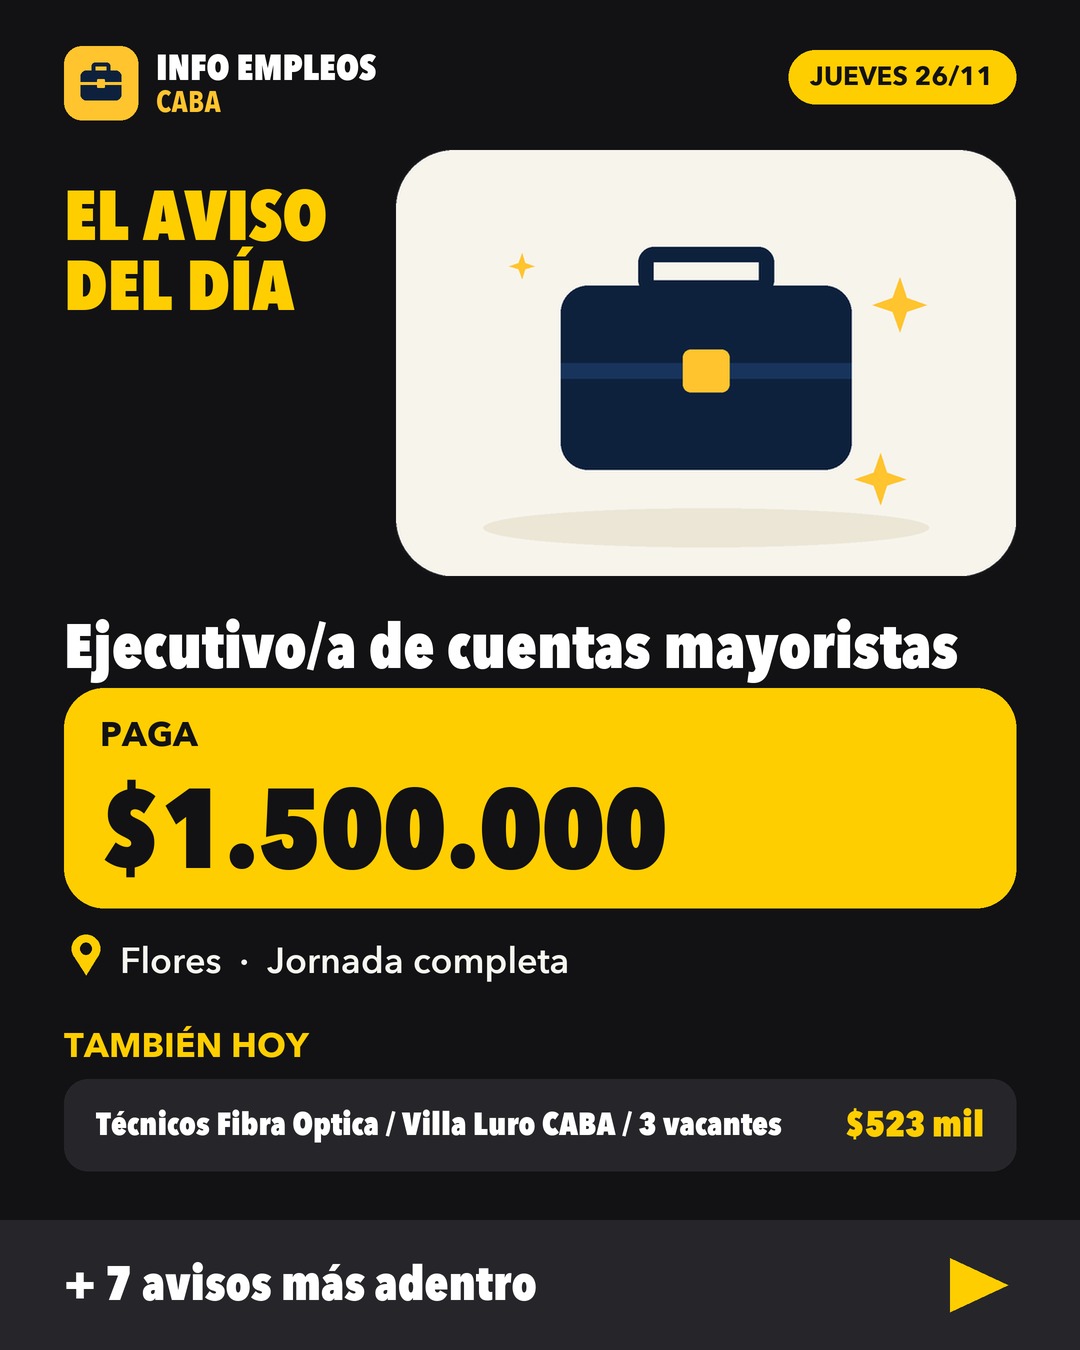 INFO EMPLEOS
CABA
JUEVES 26/11
EL AVISO
DEL DÍA
Ejecutivo/a de cuentas mayoristas
PAGA
$1.500.000
Flores · Jornada completa
TAMBIÉN HOY
Técnicos Fibra Optica / Villa Luro CABA / 3 vacantes $523 mil
+ 7 avisos más adentro